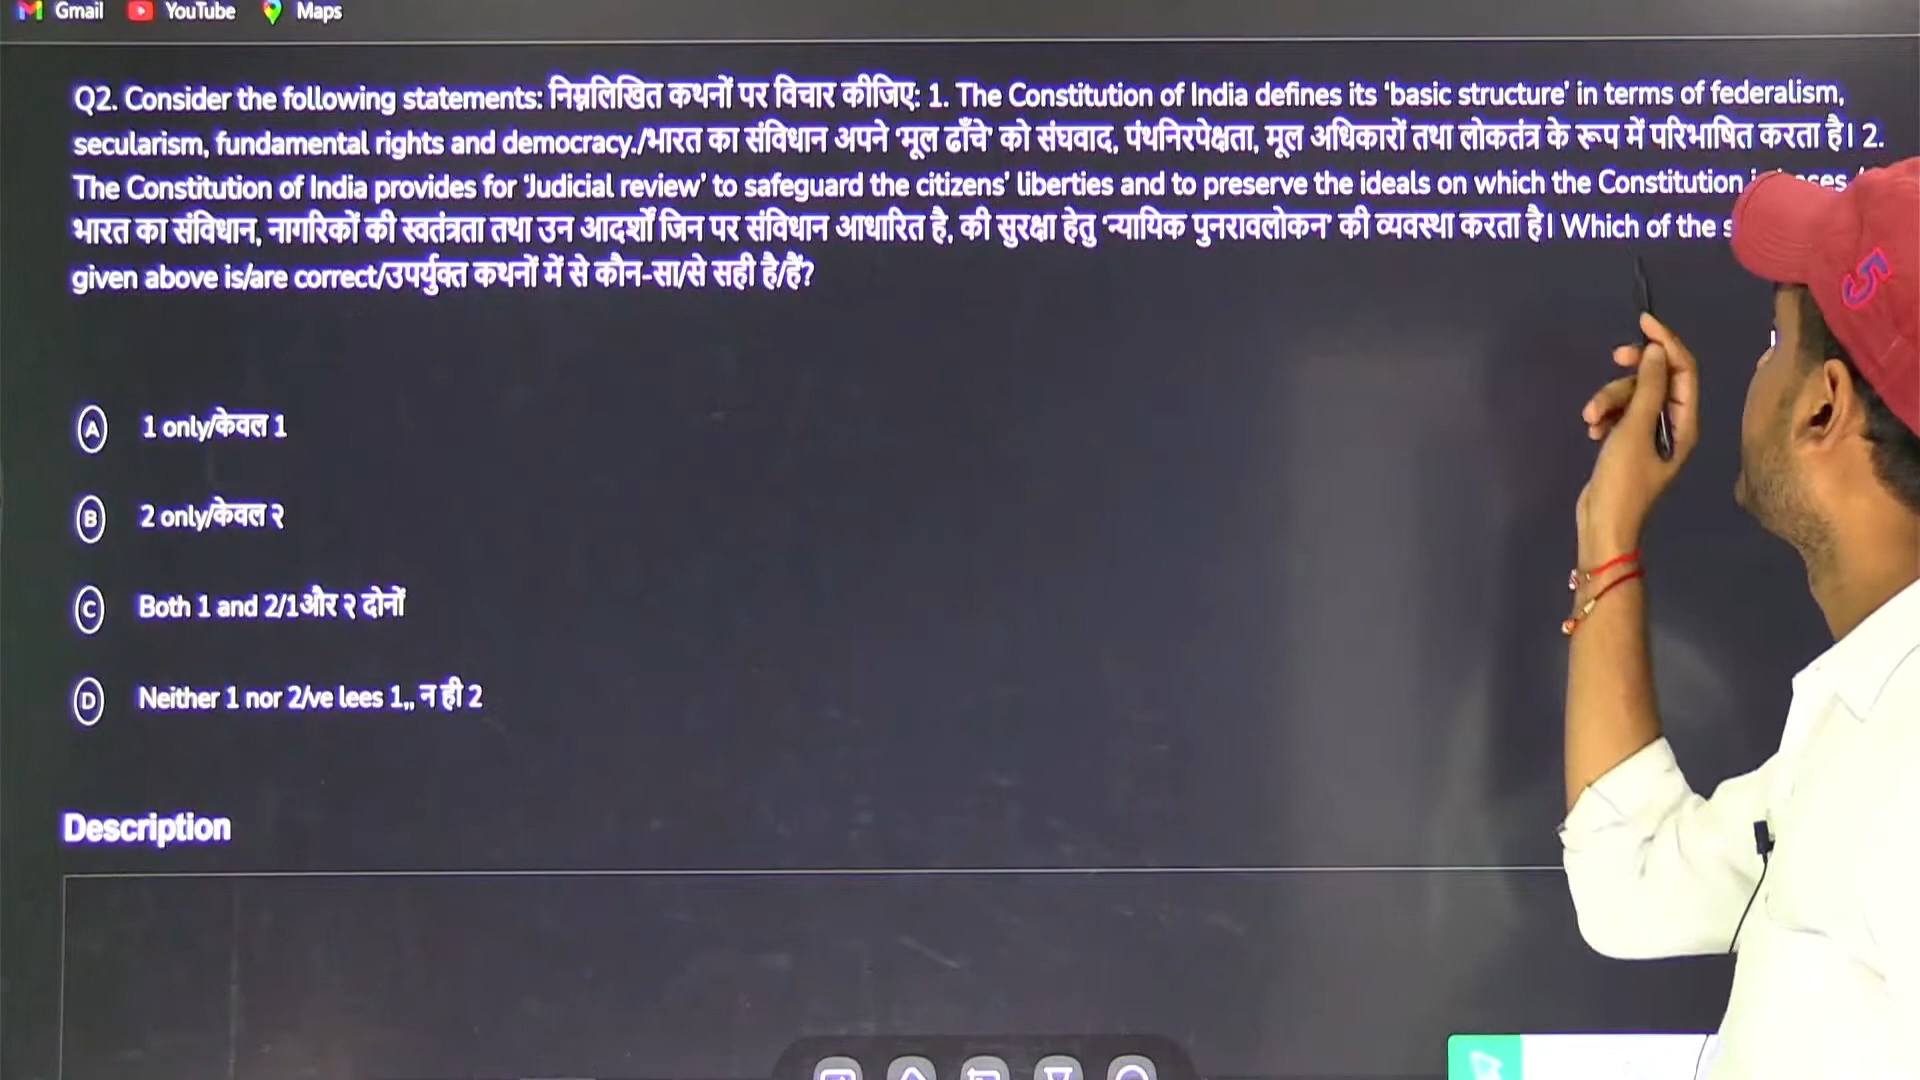 Gmail YouTube Maps
Q2. Consider the following statements: निम्नलिखित कथनों पर विचार कीजिए: 1. The Constitution of India defines its ‘basic structure’ in terms of federalism,
secularism, fundamental rights and democracy./भारत का संविधान अपने ‘मूल ढाँचे’ को संघवाद, पंथनिरपेक्षता, मूल अधिकारों तथा लोकतंत्र के रूप में परिभाषित करता है। 2.
The Constitution of India provides for ‘Judicial review’ to safeguard the citizens’ liberties and to preserve the ideals on which the Constitution
भारत का संविधान, नागरिकों की स्वतंत्रता तथा उन आदर्शों जिन पर संविधान आधारित है, की सुरक्षा हेतु ‘न्यायिक पुनरावलोकन’ की व्यवस्था करता है। Which of the
given above is/are correct/उपर्युक्त कथनों में से कौन-सा/से सही है/हैं?
A 1 only/केवल 1
B 2 only/केवल २
C Both 1 and 2/1और २ दोनों
D Neither 1 nor 2/ve lees 1,, न ही 2
Description
5